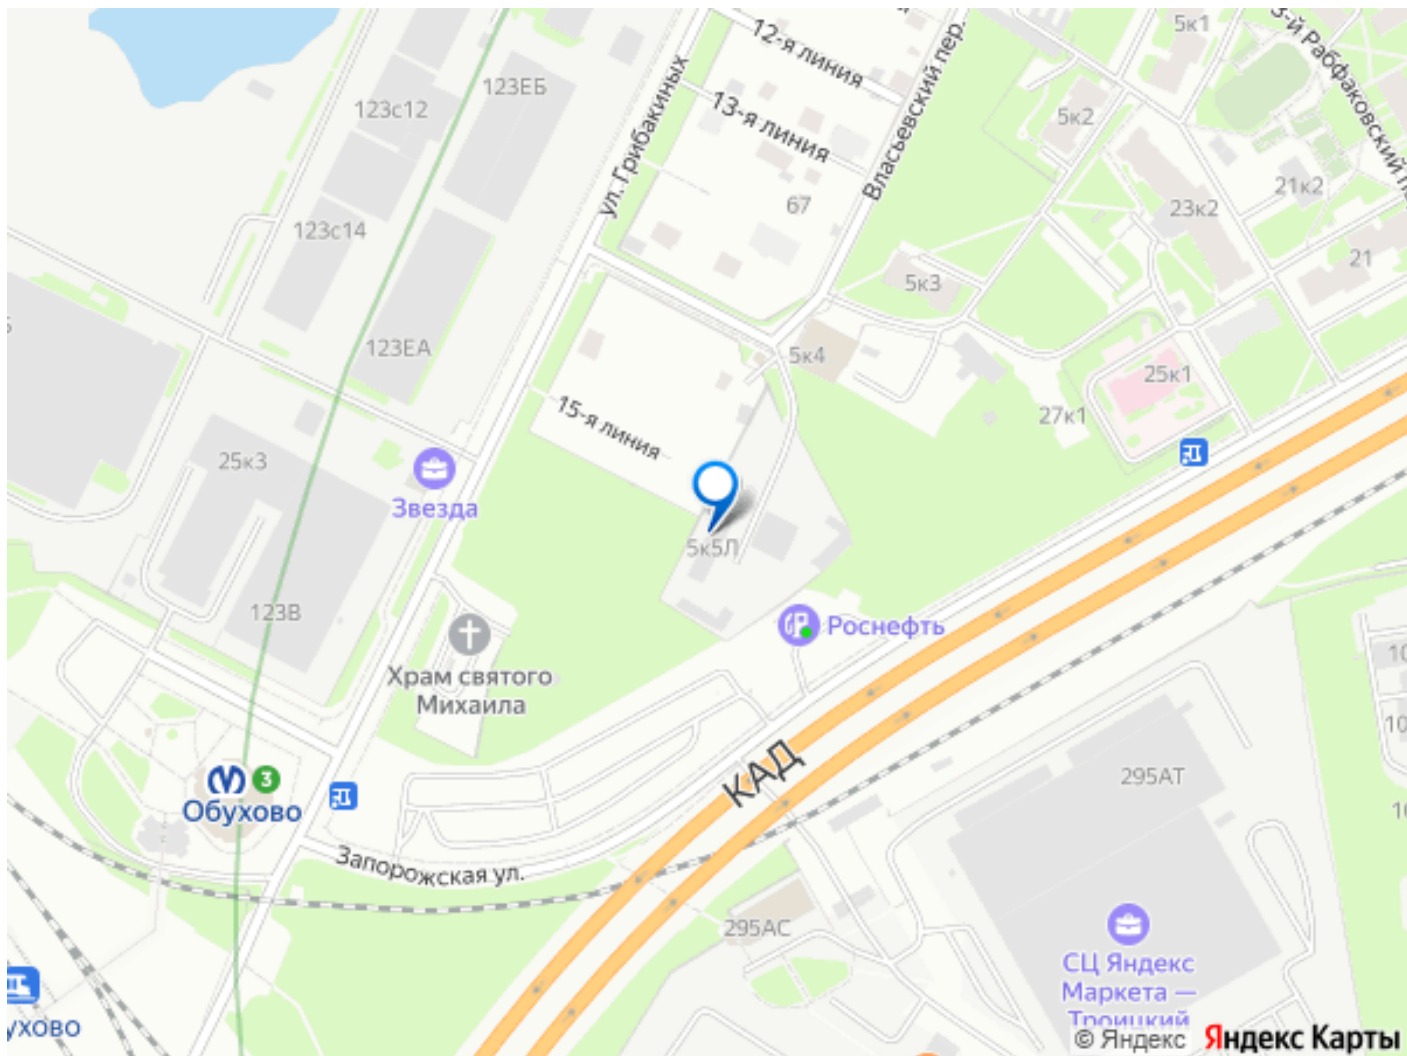 5к1
3-й Рабфаковский п
12-я линия
123ЕБ
123с12
13-я линия
5к2
ул. Грибакиных
Власьевский пер.
21к2
67
23к2
123с14
21
5к3
123ЕА
5к4
25к1
15-я линия
27к1
25к3
Звезда
5к5Л
123В
Роснефть
Храм святого
Михаила
КАД
295АТ
3
Обухово
Запорожская ул.
295АС
СЦ Яндекс
Маркета —
Троицкий
ухово
© Яндекс Яндекс Карты